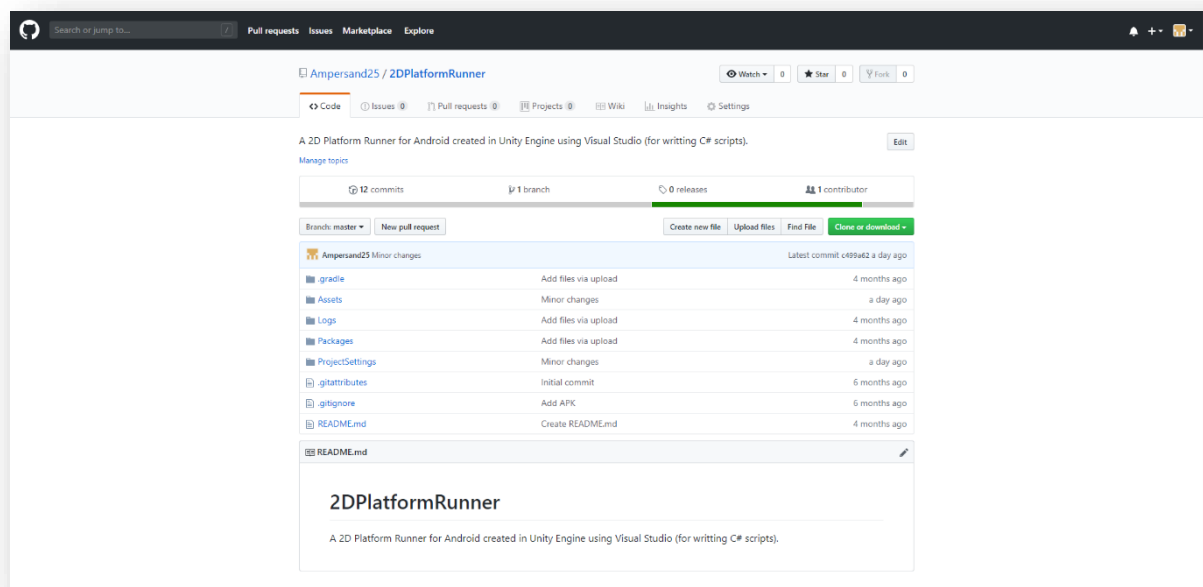 Search or jump to... /
Pull requests Issues Marketplace Explore
Ampersand25 / 2DPlatformRunner
Watch 0 Star 0 Fork 0
Code Issues 0 Pull requests 0 Projects 0 Wiki Insights Settings
A 2D Platform Runner for Android created in Unity Engine using Visual Studio (for writting C# scripts).
Edit
Manage topics
12 commits 1 branch 0 releases 1 contributor
Branch: master New pull request Create new file Upload files Find File Clone or download
Ampersand25 Minor changes Latest commit c499a62 a day ago
.gradle Add files via upload 4 months ago
Assets Minor changes a day ago
Logs Add files via upload 4 months ago
Packages Add files via upload 4 months ago
ProjectSettings Minor changes a day ago
.gitattributes Initial commit 6 months ago
.gitignore Add APK 6 months ago
README.md Create README.md 4 months ago
README.md
2DPlatformRunner
A 2D Platform Runner for Android created in Unity Engine using Visual Studio (for writting C# scripts).